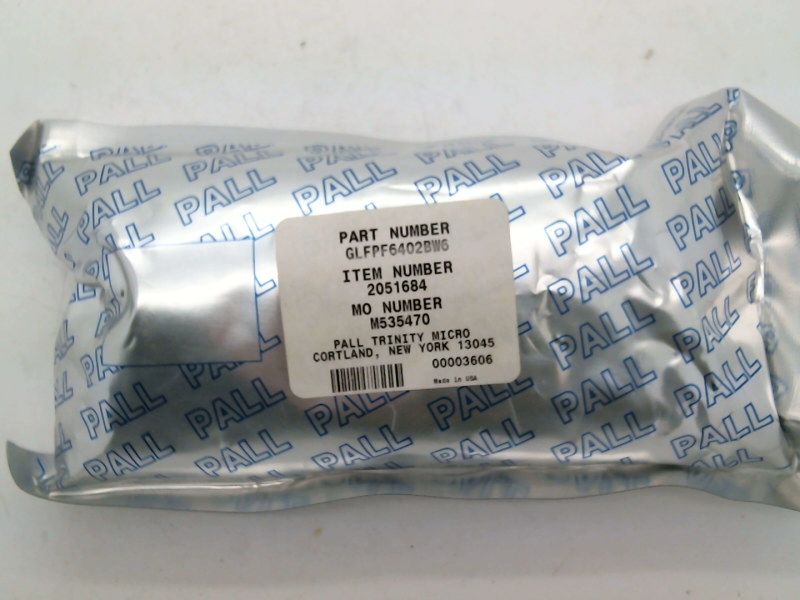 PALL
PART NUMBER
GLFPF6402BW6
ITEM NUMBER
2051684
MO NUMBER
M535470
PALL TRINITY MICRO
CORTLAND, NEW YORK 13045
00003606
Made in USA